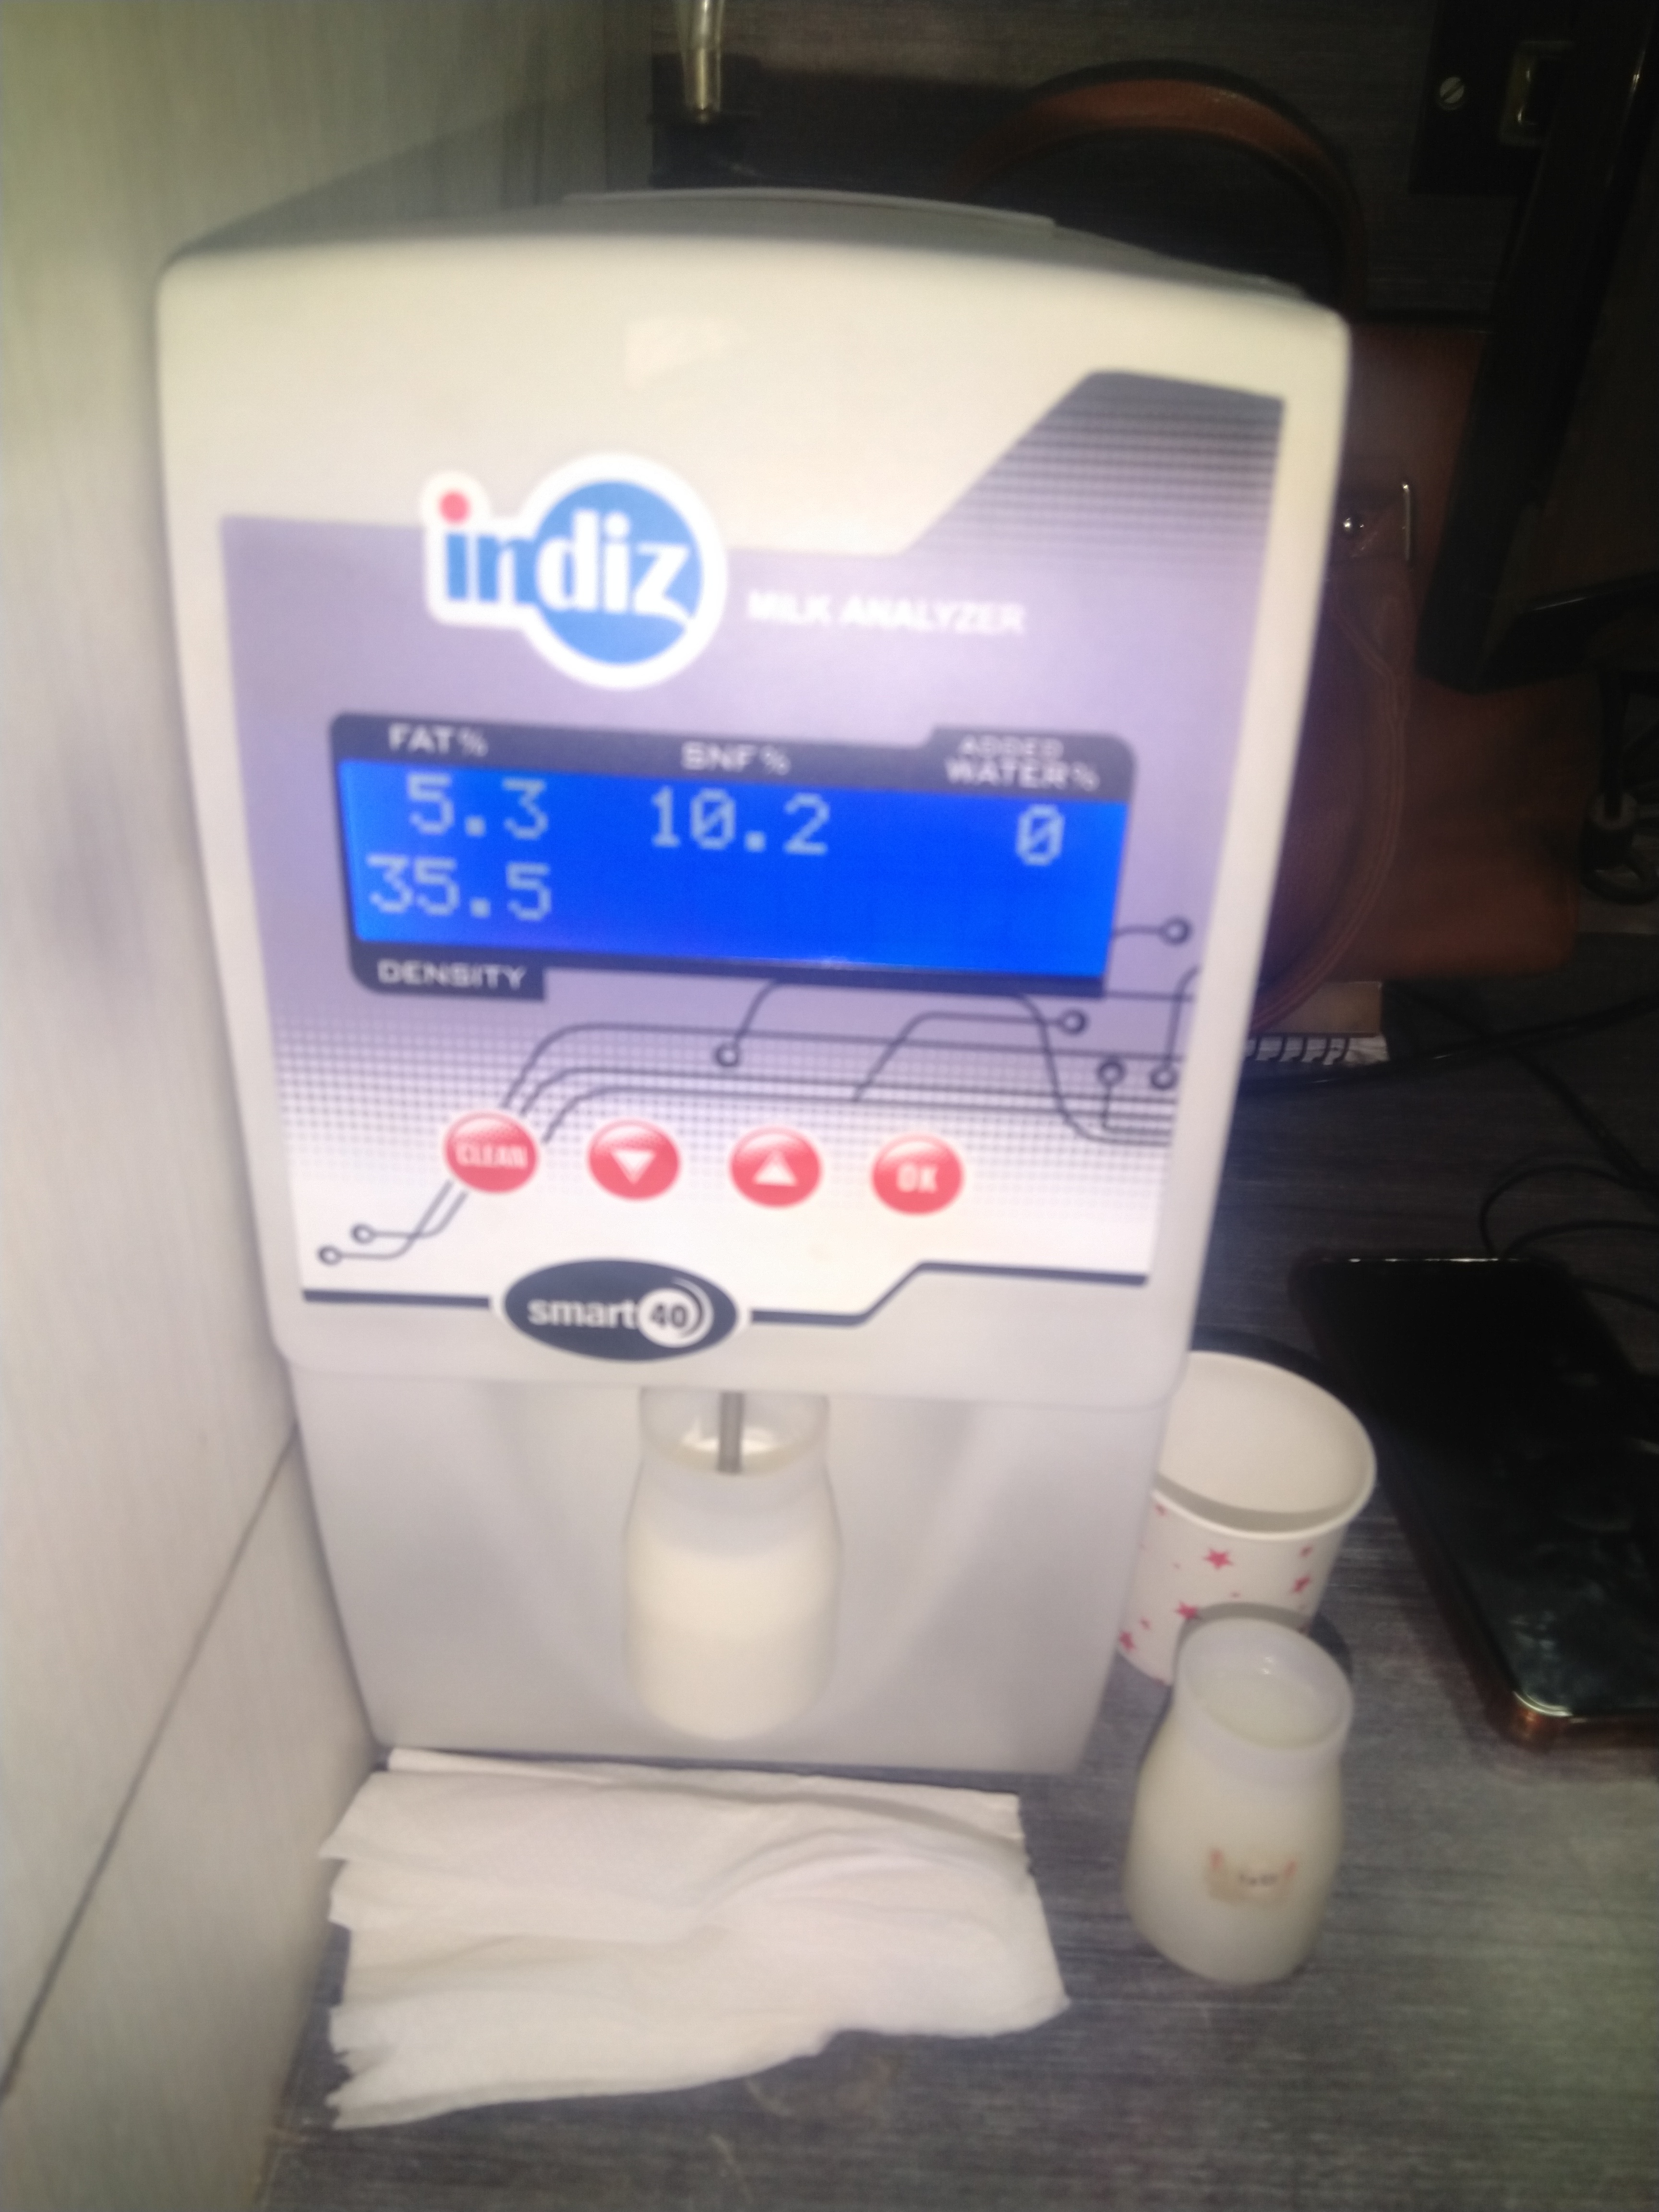 indiz
MILK ANALYZER
FAT% SNF% ADDED WATER%
5.3 10.2 0
35.5
DENSITY
CLEAN
OK
smart 40